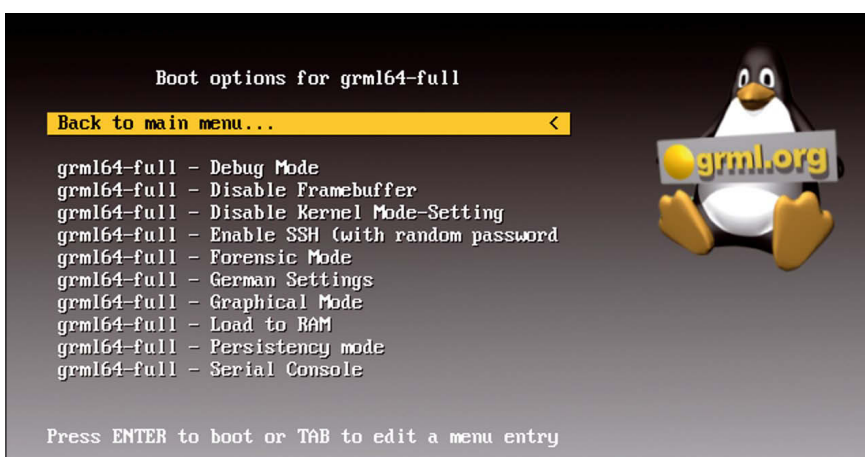 Boot options for grml64-full
Back to main menu... <
grml64-full - Debug Mode
grml64-full - Disable Framebuffer
grml64-full - Disable Kernel Mode-Setting
grml64-full - Enable SSH (with random password
grml64-full - Forensic Mode
grml64-full - German Settings
grml64-full - Graphical Mode
grml64-full - Load to RAM
grml64-full - Persistency mode
grml64-full - Serial Console
Press ENTER to boot or TAB to edit a menu entry
grml.org